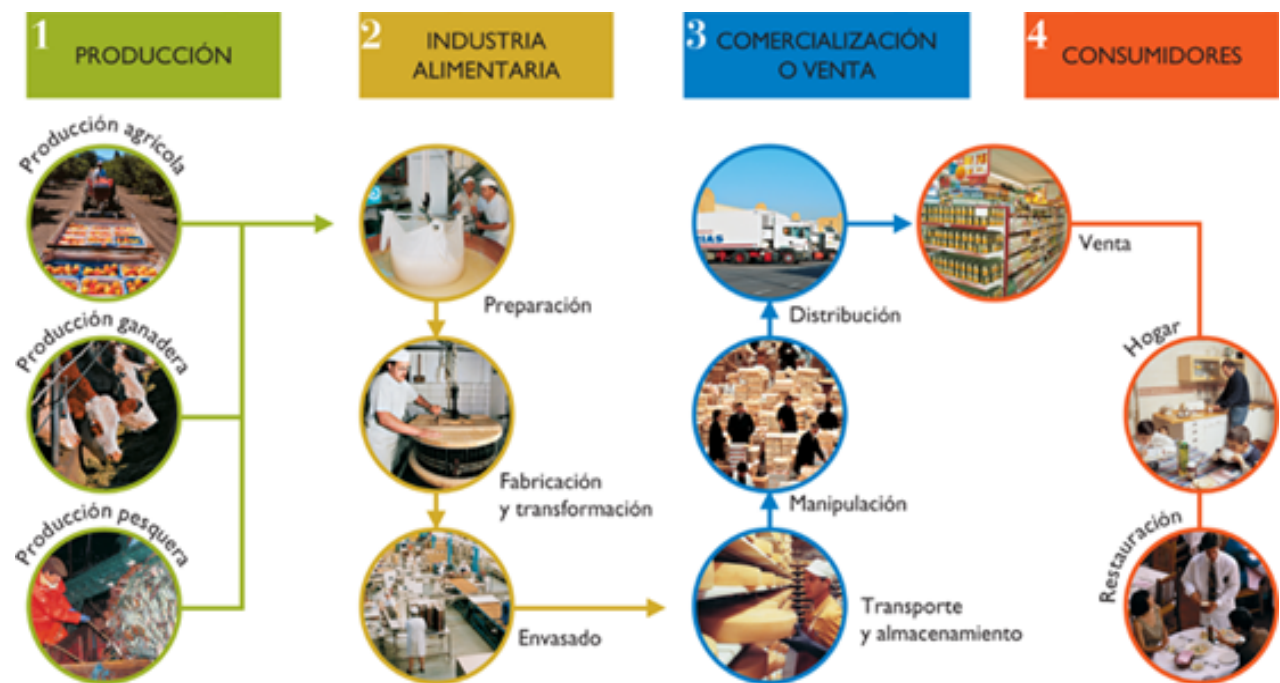 1 PRODUCCIÓN
2 INDUSTRIA
ALIMENTARIA
3 COMERCIALIZACIÓN
O VENTA
4 CONSUMIDORES
Producción agrícola
Producción ganadera
Producción pesquera
Preparación
Fabricación
y transformación
Envasado
Transporte
y almacenamiento
Manipulación
Distribución
Venta
Hogar
Restauración